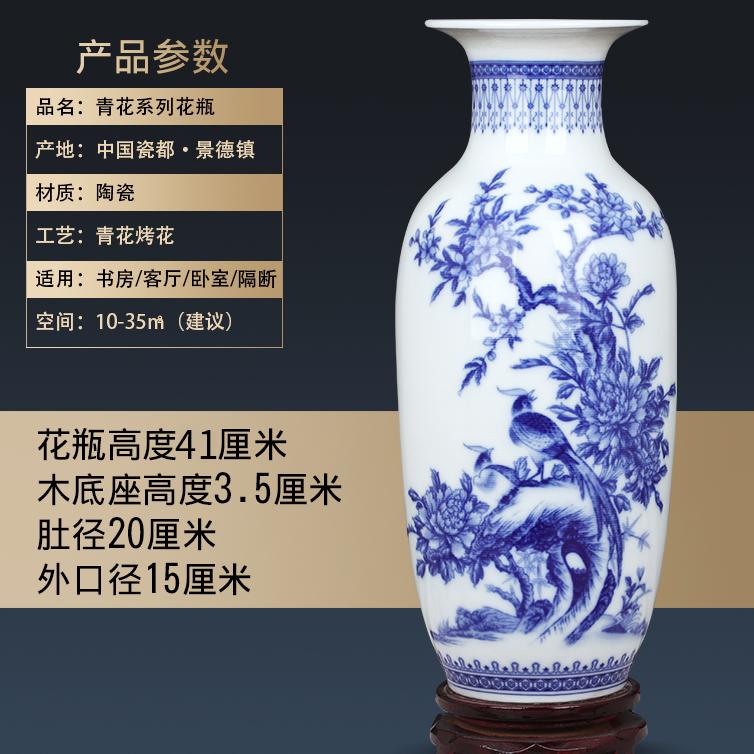 产品参数
品名：青花系列花瓶
产地：中国瓷都·景德镇
材质：陶瓷
工艺：青花烤花
适用：书房/客厅/卧室/隔断
空间：10-35㎡（建议）
花瓶高度41厘米
木底座高度3.5厘米
肚径20厘米
外口径15厘米